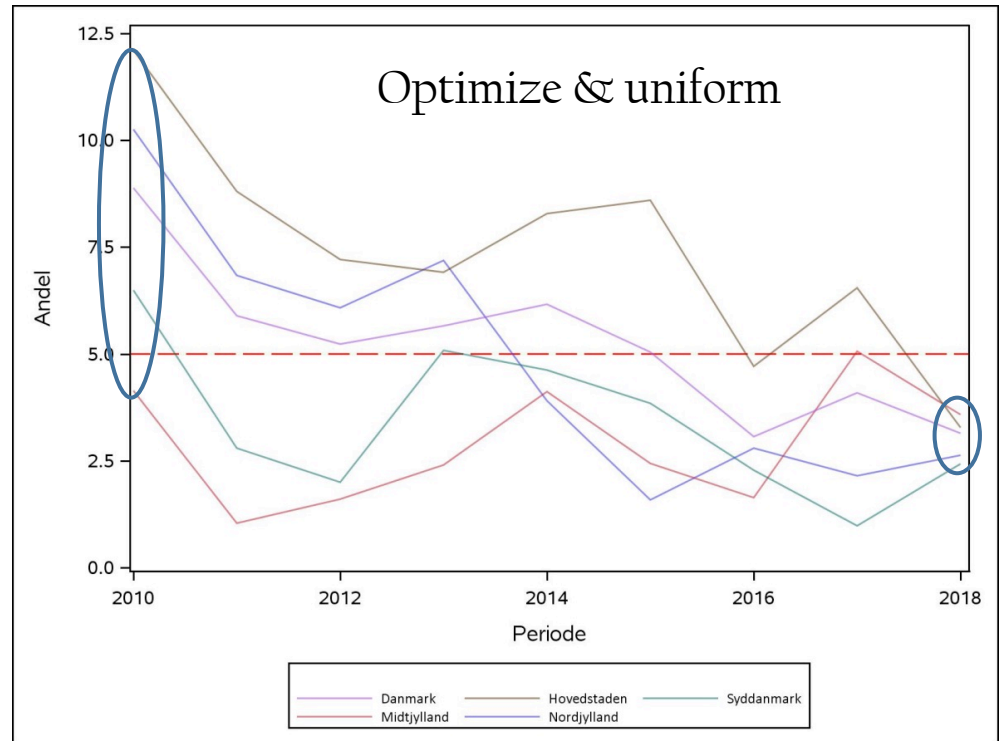 Optimize & uniform
12.5
10.0
7.5
5.0
2.5
0.0
Andel
2010 2012 2014 2016 2018
Periode
Danmark Hovedstaden Syddanmark
Midtjylland Nordjylland